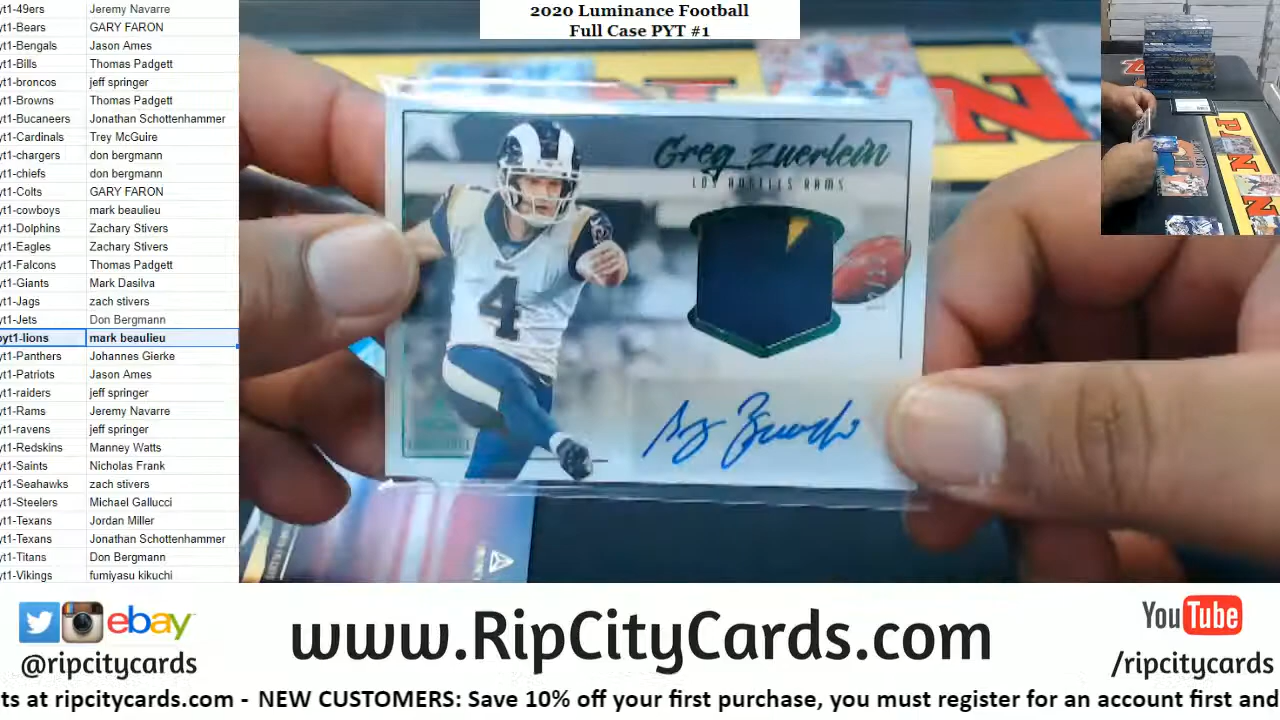 2020 Luminance Football
Full Case PYT #1
yt1-49ers Jeremy Navarre
yt1-Bears GARY FARON
yt1-Bengals Jason Ames
yt1-Bills Thomas Padgett
yt1-broncos jeff springer
yt1-Browns Thomas Padgett
yt1-Bucaneers Jonathan Schottenhammer
yt1-Cardinals Trey McGuire
yt1-chargers don bergmann
yt1-chiefs don bergmann
yt1-Colts GARY FARON
yt1-cowboys mark beaulieu
yt1-Dolphins Zachary Stivers
yt1-Eagles Zachary Stivers
yt1-Falcons Thomas Padgett
yt1-Giants Mark Dasilva
yt1-Jags zach stivers
yt1-Jets Don Bergmann
pyt1-lions mark beaulieu
yt1-Panthers Johannes Gierke
yt1-Patriots Jason Ames
yt1-raiders jeff springer
yt1-Rams Jeremy Navarre
yt1-ravens jeff springer
yt1-Redskins Manney Watts
yt1-Saints Nicholas Frank
yt1-Seahawks zach stivers
yt1-Steelers Michael Gallucci
yt1-Texans Jordan Miller
yt1-Texans Jonathan Schottenhammer
yt1-Titans Don Bergmann
yt1-Vikings fumiyasu kikuchi
Greg Zuerlein
LOS ANGELES RAMS
4
ebay
@ripcitycards
www.RipCityCards.com
YouTube
/ripcitycards
ts at ripcitycards.com - NEW CUSTOMERS: Save 10% off your first purchase, you must register for an account first and